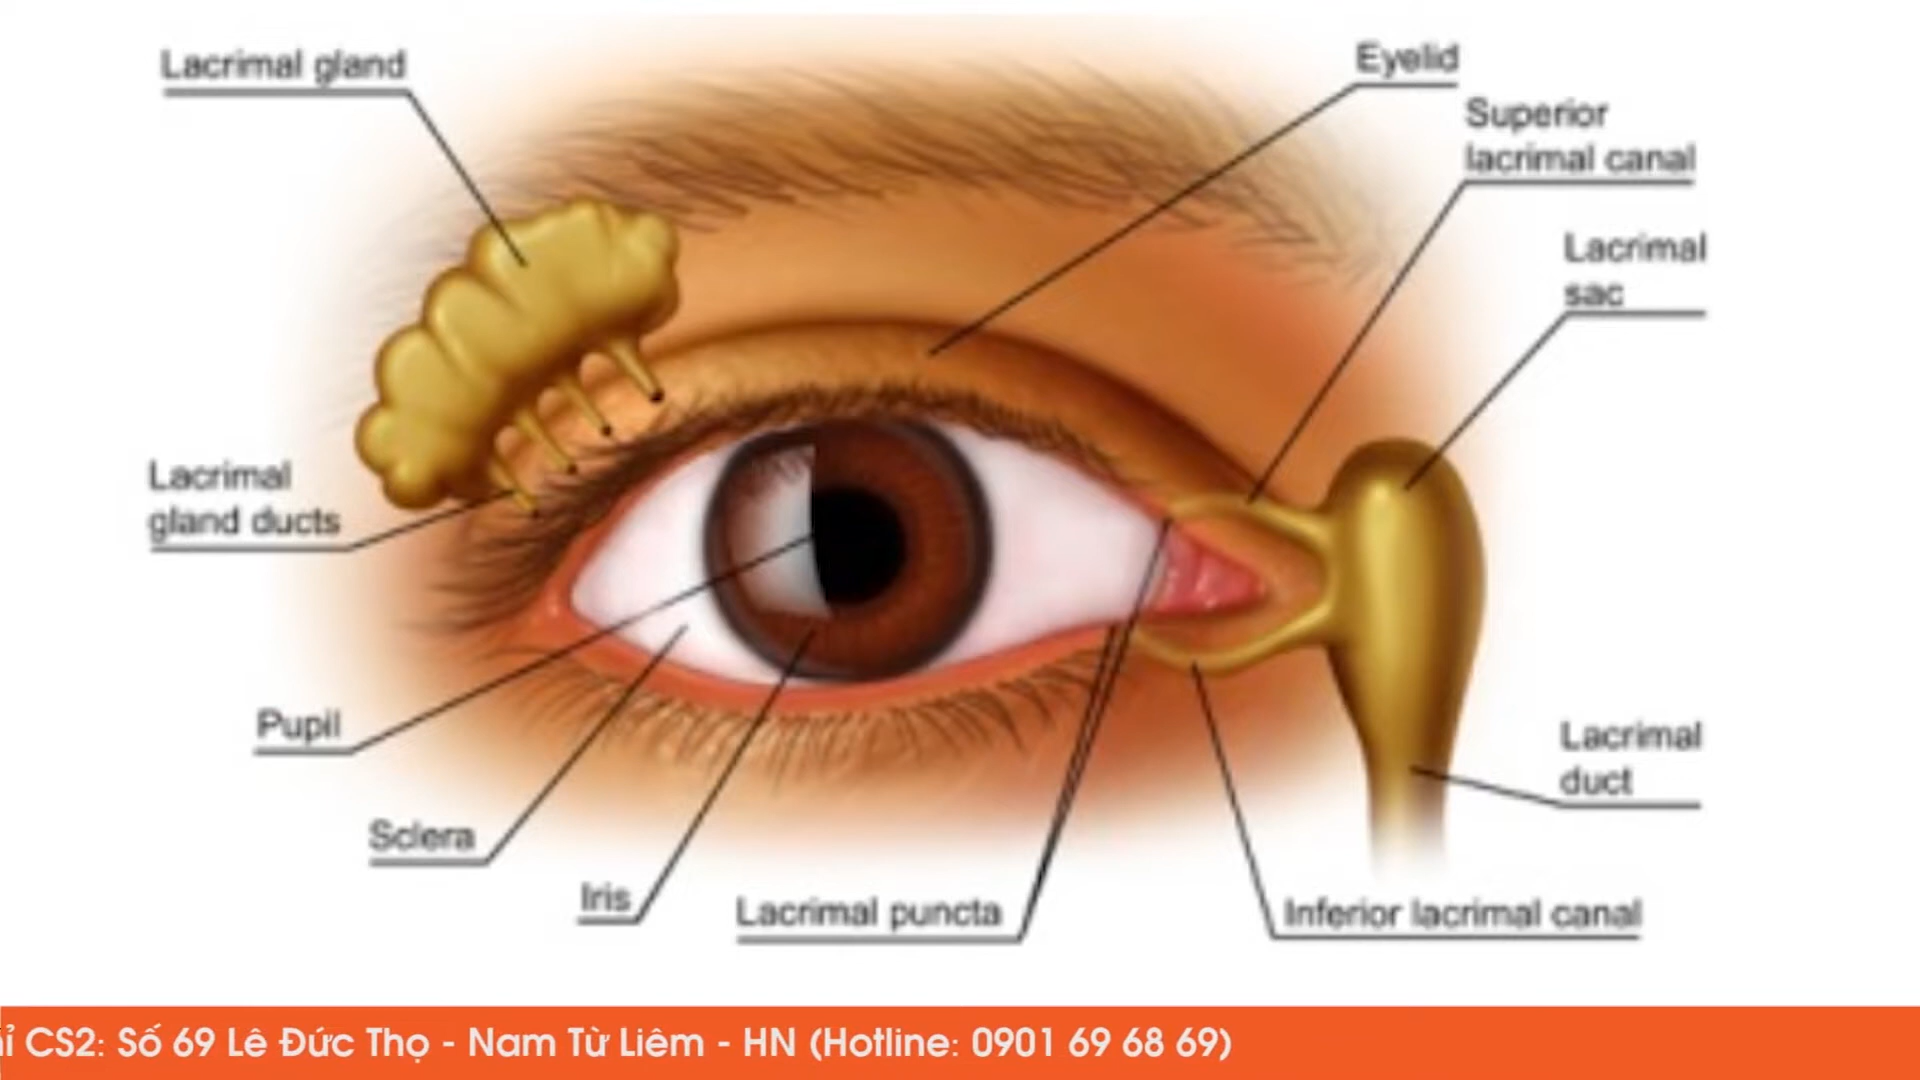 Lacrimal gland
Eyelid
Superior
lacrimal canal
Lacrimal
sac
Lacrimal
gland ducts
Pupil
Lacrimal
duct
Sclera
Iris
Lacrimal puncta
Inferior lacrimal canal
CS2: Số 69 Lê Đức Thọ - Nam Từ Liêm - HN (Hotline: 0901 69 68 69)